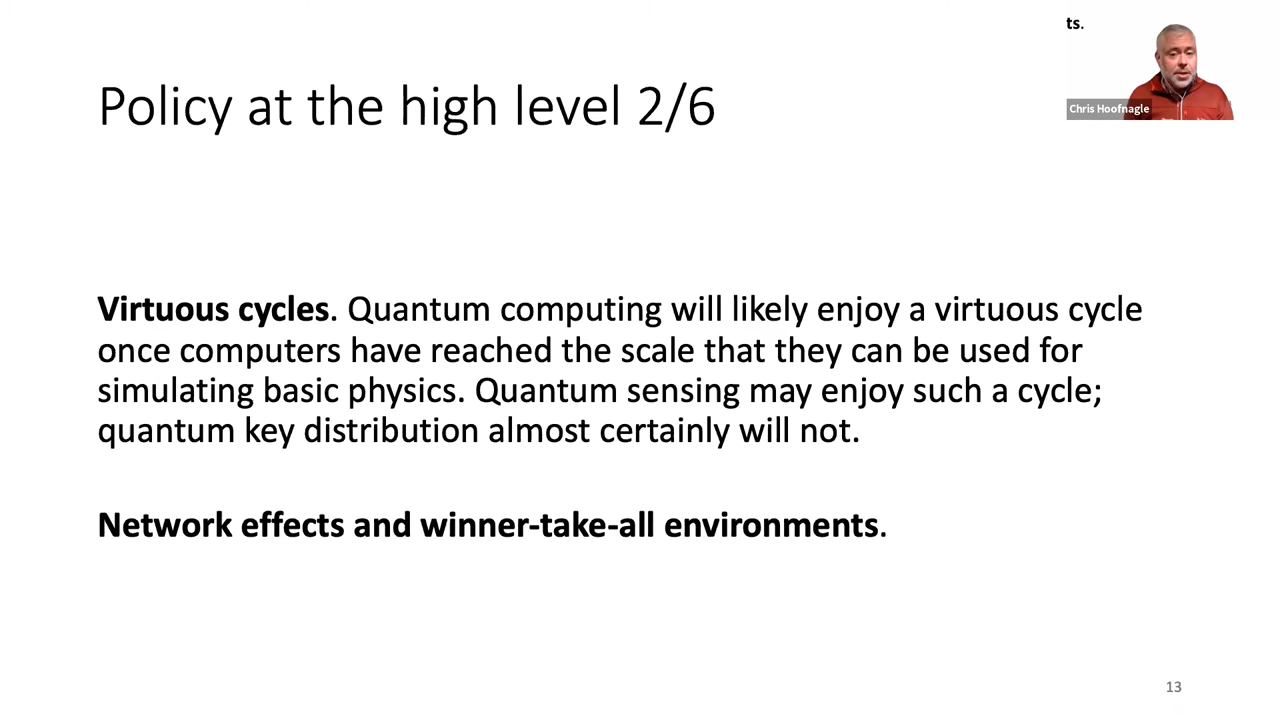 ts.
Chris Hoofnagle
Policy at the high level 2/6
Virtuous cycles. Quantum computing will likely enjoy a virtuous cycle
once computers have reached the scale that they can be used for
simulating basic physics. Quantum sensing may enjoy such a cycle;
quantum key distribution almost certainly will not.
Network effects and winner-take-all environments.
13